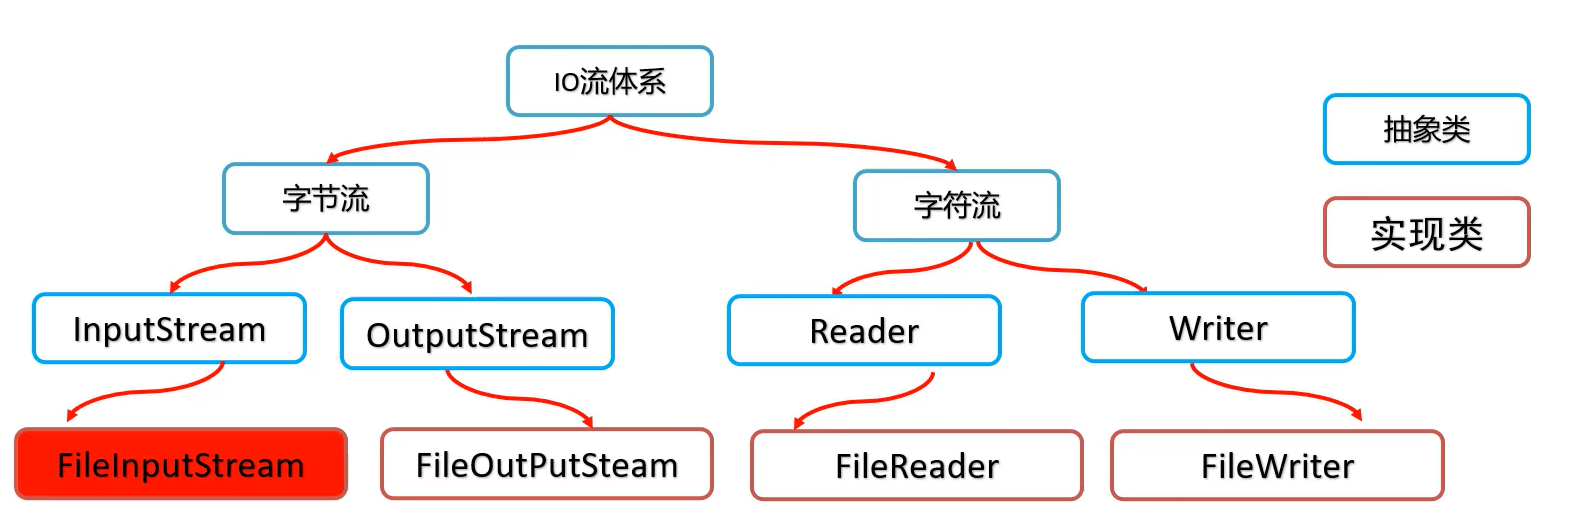 IO流体系
抽象类
字节流
字符流
实现类
InputStream
OutputStream
Reader
Writer
FileInputStream
FileOutPutSteam
FileReader
FileWriter